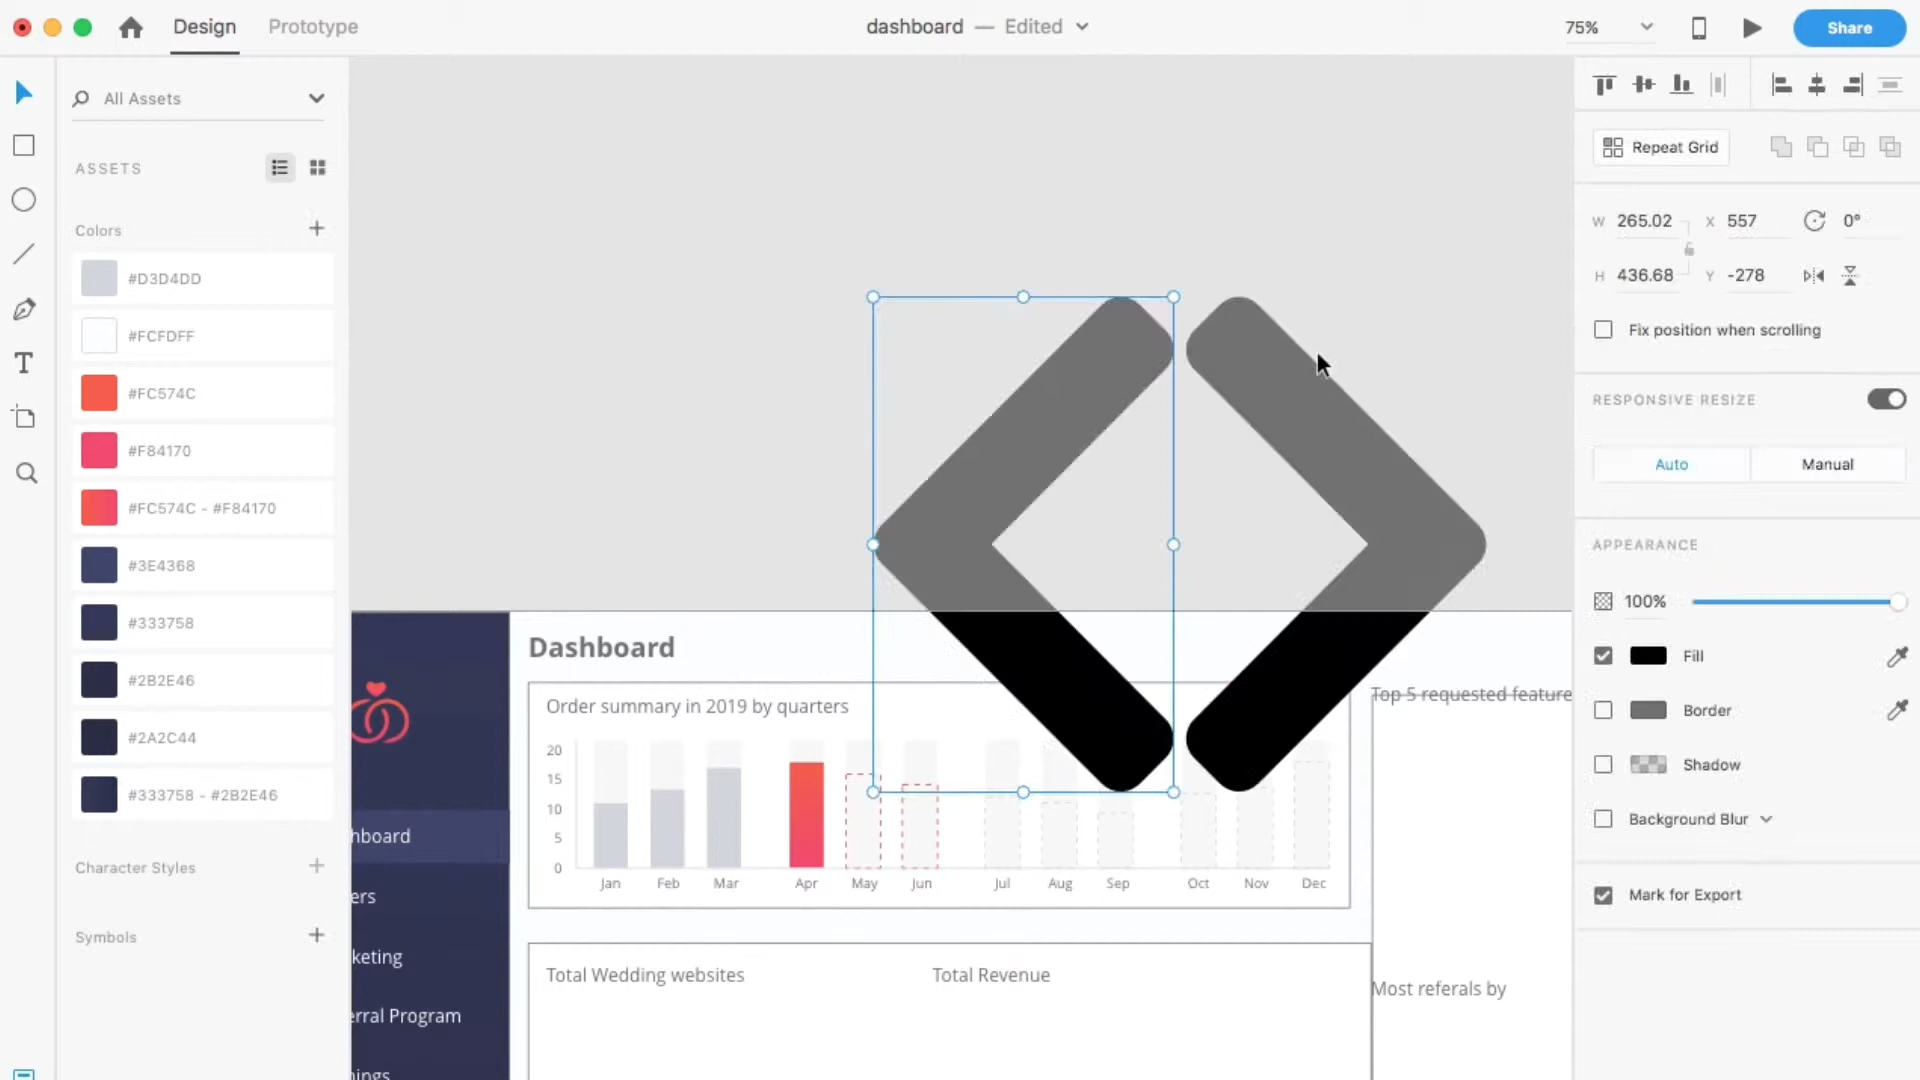 Design
Prototype
dashboard — Edited
75%
Share
All Assets
ASSETS
Colors
#D3D4DD
#FCFDFF
#FC574C
#F84170
#FC574C - #F84170
#3E4368
#333758
#2B2E46
#2A2C44
#333758 - #2B2E46
Character Styles
Symbols
hboard
ers
keting
erral Program
ings
Dashboard
Order summary in 2019 by quarters
20
15
10
5
0
Jan
Feb
Mar
Apr
May
Jun
Jul
Aug
Sep
Oct
Nov
Dec
Total Wedding websites
Total Revenue
Top 5 requested feature
Most referals by
Repeat Grid
W 265.02
X 557
0°
H 436.68
Y -278
Fix position when scrolling
RESPONSIVE RESIZE
Auto
Manual
APPEARANCE
100%
Fill
Border
Shadow
Background Blur
Mark for Export